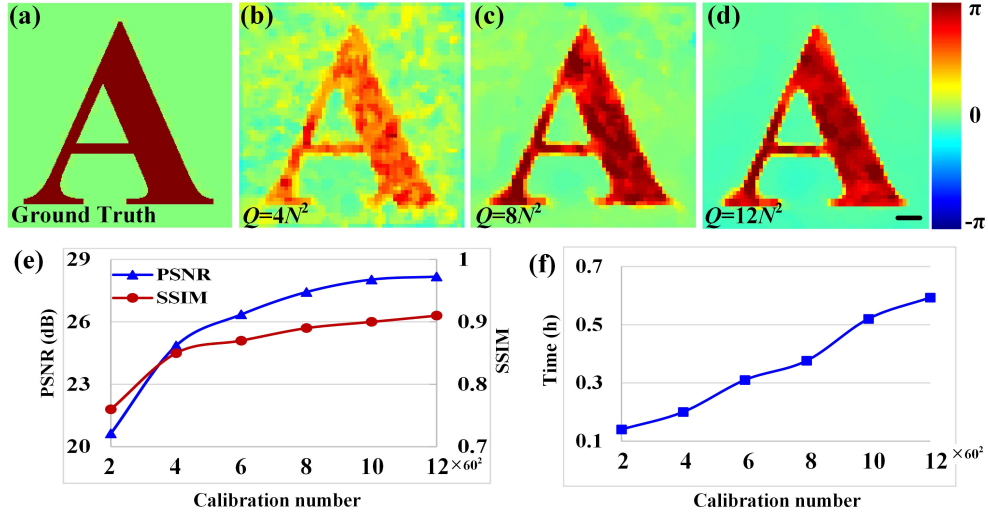 (a)
Ground Truth
(b)
Q=4N²
(c)
Q=8N²
(d)
Q=12N²
π
0
-π
(e)
PSNR
SSIM
29
26
23
20
PSNR (dB)
1
0.9
0.8
0.7
SSIM
2 4 6 8 10 12 ×60²
Calibration number
(f)
0.7
0.5
0.3
0.1
Time (h)
2 4 6 8 10 12 ×60²
Calibration number